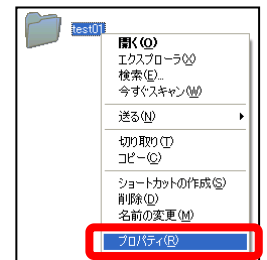 test01
開く(O)
エクスプローラ(X)
検索(E)...
今すぐスキャン(W)
送る(N)
切り取り(T)
コピー(C)
ショートカットの作成(S)
削除(D)
名前の変更(M)
プロパティ(R)